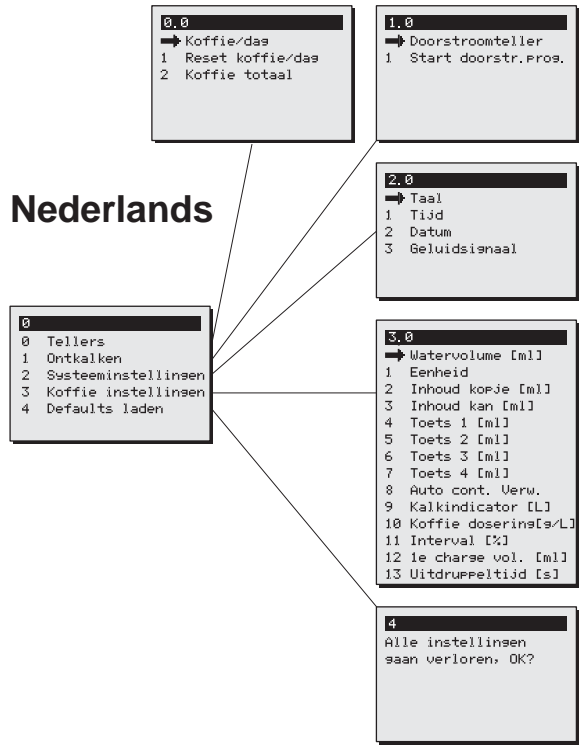 0.0
Koffie/dag
1 Reset koffie/dag
2 Koffie totaal
1.0
Doorstroomteller
1 Start doorstr.prog.
Nederlands
2.0
Taal
1 Tijd
2 Datum
3 Geluidsignaal
0
0 Tellers
1 Ontkalken
2 Systeeminstellingen
3 Koffie instellingen
4 Defaults laden
3.0
Watervolume [ml]
1 Eenheid
2 Inhoud kopje [ml]
3 Inhoud kan [ml]
4 Toets 1 [ml]
5 Toets 2 [ml]
6 Toets 3 [ml]
7 Toets 4 [ml]
8 Auto cont. Verw.
9 Kalkindicator [L]
10 Koffie dosering[g/L]
11 Interval [%]
12 1e charge vol. [ml]
13 Uitdruppeltijd [s]
4
Alle instellingen
gaan verloren, OK?